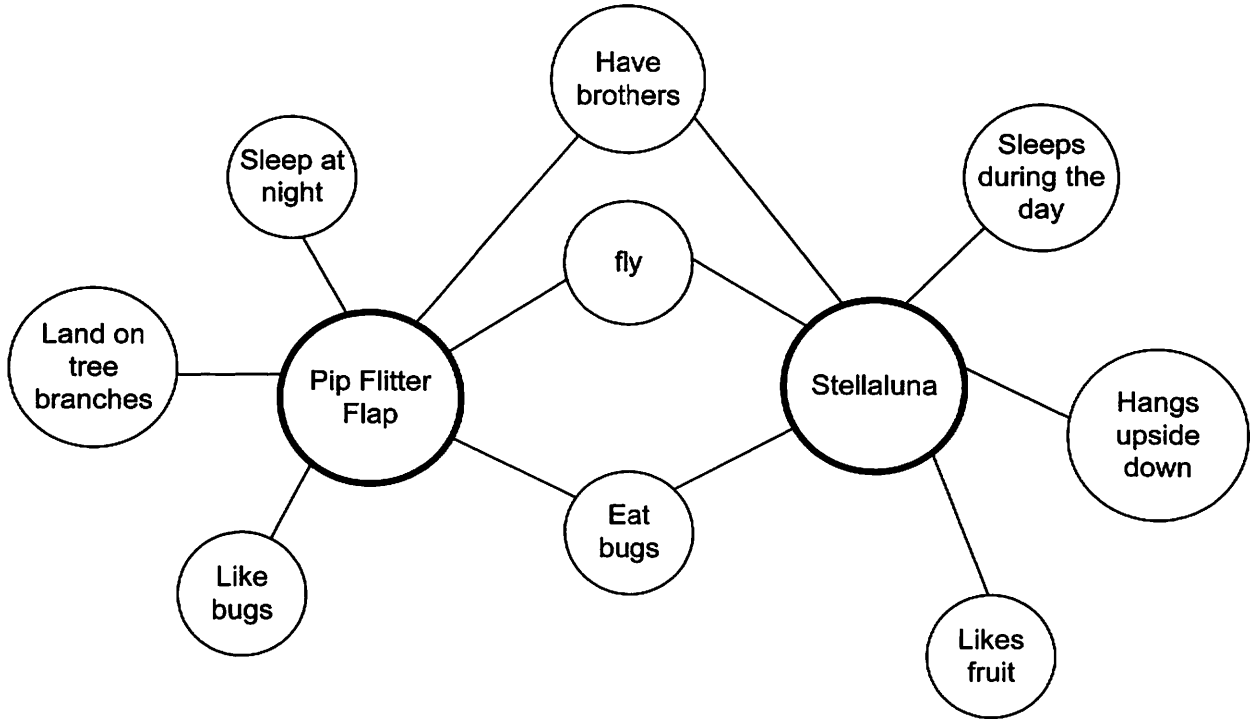 Have
brothers
Sleep at
night
Sleeps
during the
day
fly
Land on
tree
branches
Pip Flitter
Flap
Stellaluna
Hangs
upside
down
Eat
bugs
Like
bugs
Likes
fruit